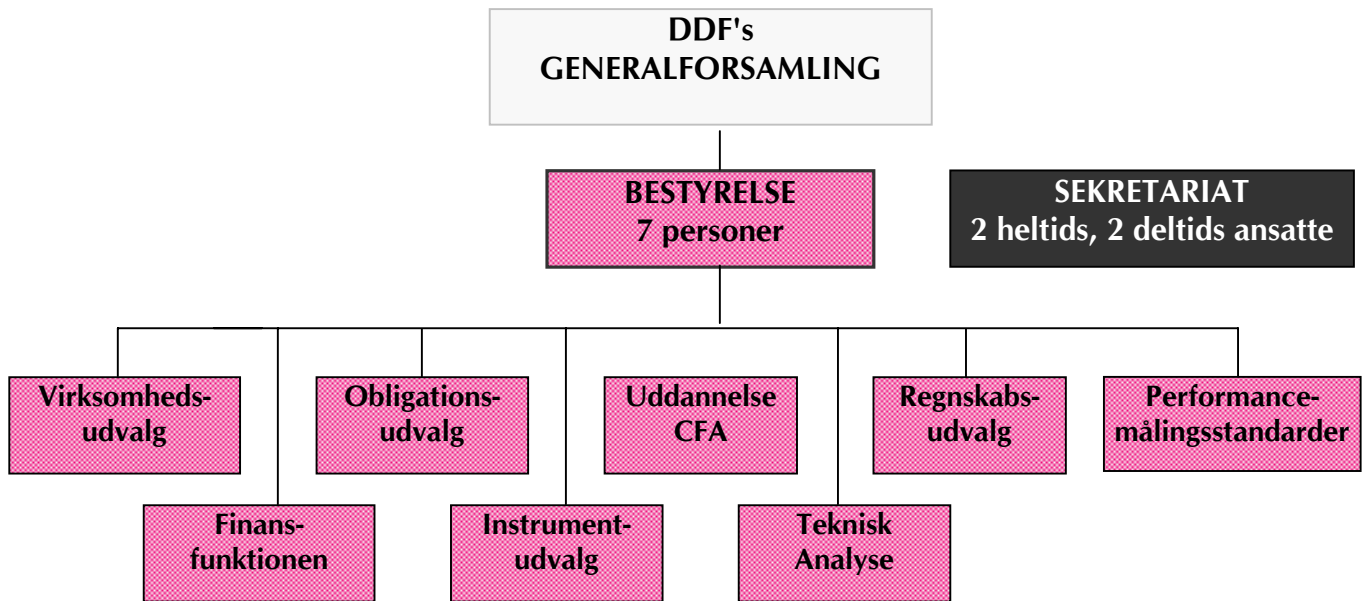 DDF's
GENERALFORSAMLING
BESTYRELSE
7 personer
SEKRETARIAT
2 heltids, 2 deltids ansatte
Virksomheds-
udvalg
Obligations-
udvalg
Uddannelse
CFA
Regnskabs-
udvalg
Performance-
målingsstandarder
Finans-
funktionen
Instrument-
udvalg
Teknisk
Analyse